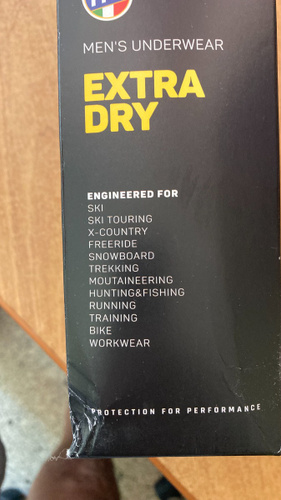 MEN'S UNDERWEAR
EXTRA
DRY
ENGINEERED FOR
SKI
SKI TOURING
X-COUNTRY
FREERIDE
SNOWBOARD
TREKKING
MOUTAINEERING
HUNTING&FISHING
RUNNING
TRAINING
BIKE
WORKWEAR
PROTECTION FOR PERFORMANCE